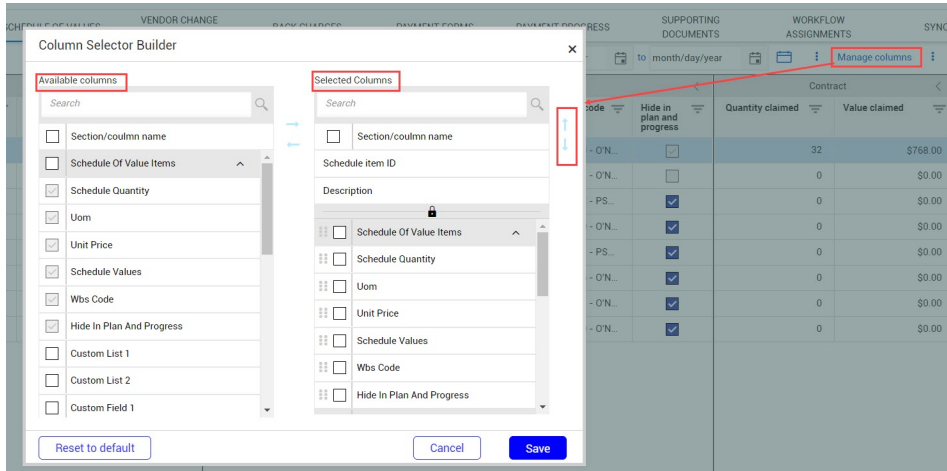 SCHEDULE OF VALUES
VENDOR CHANGE
BACK CHARGES
PAYMENT FORMS
PAYMENT PROGRESS
SUPPORTING
DOCUMENTS
WORKFLOW
ASSIGNMENTS
SYNC
to month/day/year
Manage columns
Contract
code
Hide in
plan and
progress
Quantity claimed
Value claimed
- O'N...
32
$768.00
- O'N...
0
$0.00
- PS...
0
$0.00
- O'N...
0
$0.00
- PS...
0
$0.00
- O'N...
0
$0.00
- O'N...
0
$0.00
- O'N...
0
$0.00
Column Selector Builder
Available columns
Search
Section/coulmn name
Schedule Of Value Items
Schedule Quantity
Uom
Unit Price
Schedule Values
Wbs Code
Hide In Plan And Progress
Custom List 1
Custom List 2
Custom Field 1
Selected Columns
Search
Section/coulmn name
Schedule item ID
Description
Schedule Of Value Items
Schedule Quantity
Uom
Unit Price
Schedule Values
Wbs Code
Hide In Plan And Progress
Reset to default
Cancel
Save